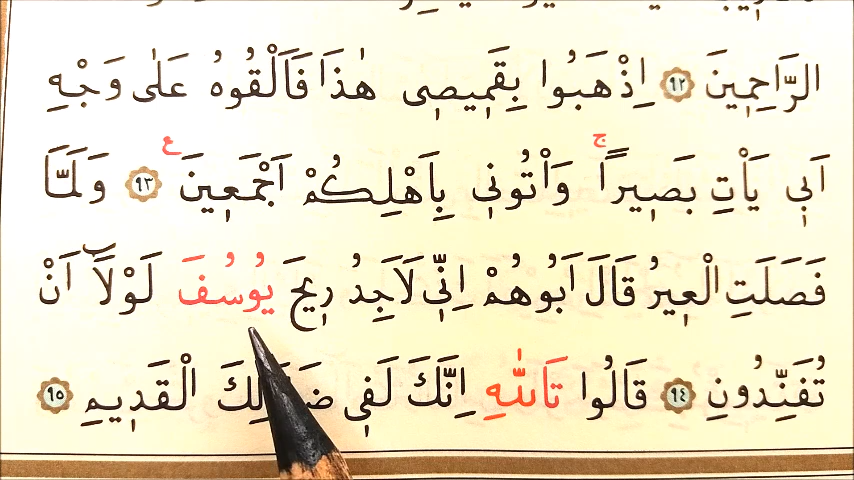 الرَّاحِمٖينَ ﴿٩٢﴾ اِذْهَبُوا بِقَمٖيصٖى هٰذَا فَاَلْقُوهُ عَلٰى وَجْهِ
اَبٖى يَاْتِ بَصٖيرًا ۚ وَاْتُونٖى بِاَهْلِكُمْ اَجْمَعٖينَ ع ﴿٩٣﴾ وَلَمَّا
فَصَلَتِ الْعٖيرُ قَالَ اَبُوهُمْ اِنّٖى لَاَجِدُ رٖيحَ يُوسُفَ لَوْلَٓا اَنْ
تُفَنِّدُونِ ﴿٩٤﴾ قَالُوا تَاللّٰهِ اِنَّكَ لَفٖى الْقَدٖيمِ ﴿٩٥﴾